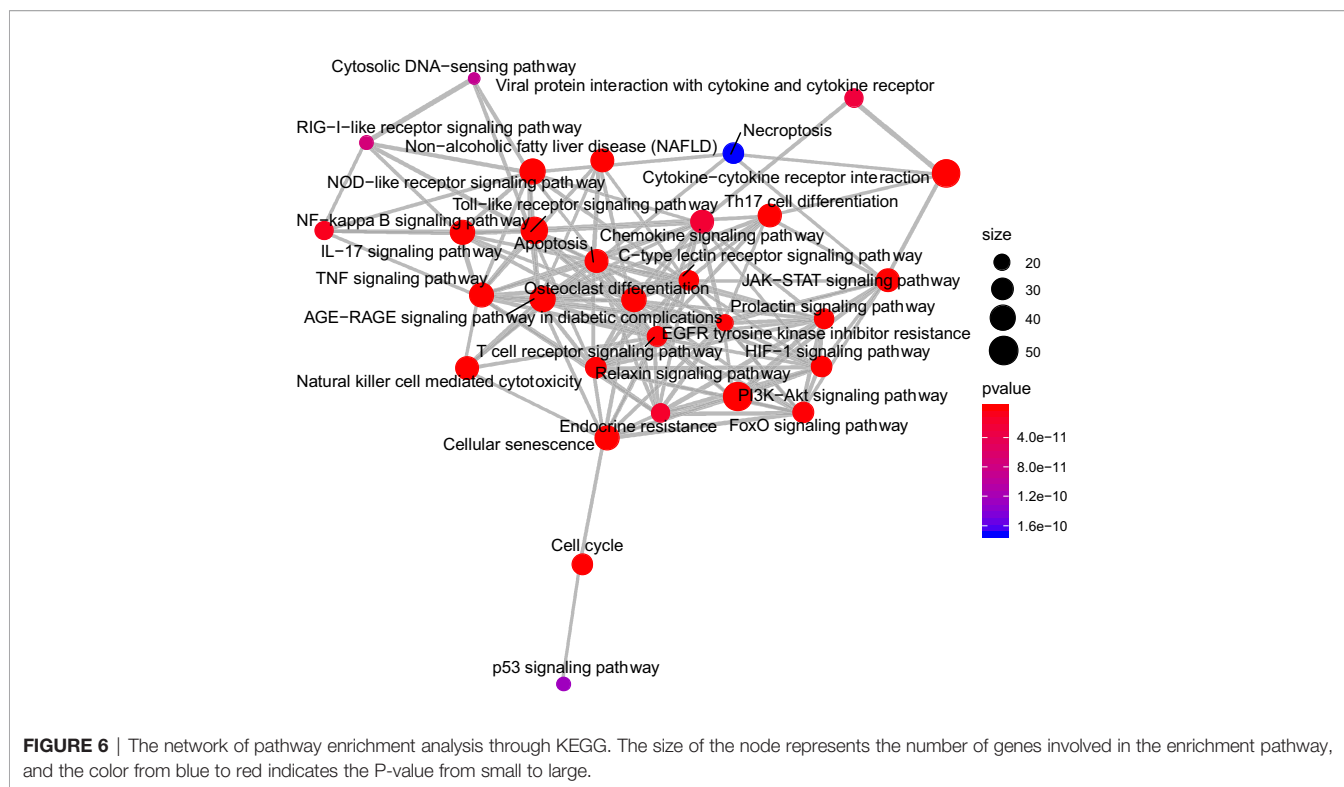 Cytosolic DNA−sensing pathway
Viral protein interaction with cytokine and cytokine receptor
RIG−I−like receptor signaling pathway
Necroptosis
Non−alcoholic fatty liver disease (NAFLD)
Cytokine−cytokine receptor interaction
NOD−like receptor signaling pathway
Toll−like receptor signaling pathway
Th17 cell differentiation
NF−kappa B signaling pathway
Chemokine signaling pathway
Apoptosis
IL−17 signaling pathway
C−type lectin receptor signaling pathway
TNF signaling pathway
JAK−STAT signaling pathway
Osteoclast differentiation
Prolactin signaling pathway
AGE−RAGE signaling pathway in diabetic complications
EGFR tyrosine kinase inhibitor resistance
T cell receptor signaling pathway
HIF−1 signaling pathway
Relaxin signaling pathway
Natural killer cell mediated cytotoxicity
PI3K−Akt signaling pathway
Endocrine resistance
FoxO signaling pathway
Cellular senescence
Cell cycle
p53 signaling pathway
size
20
30
40
50
pvalue
4.0e−11
8.0e−11
1.2e−10
1.6e−10
FIGURE 6 | The network of pathway enrichment analysis through KEGG. The size of the node represents the number of genes involved in the enrichment pathway,
and the color from blue to red indicates the P-value from small to large.